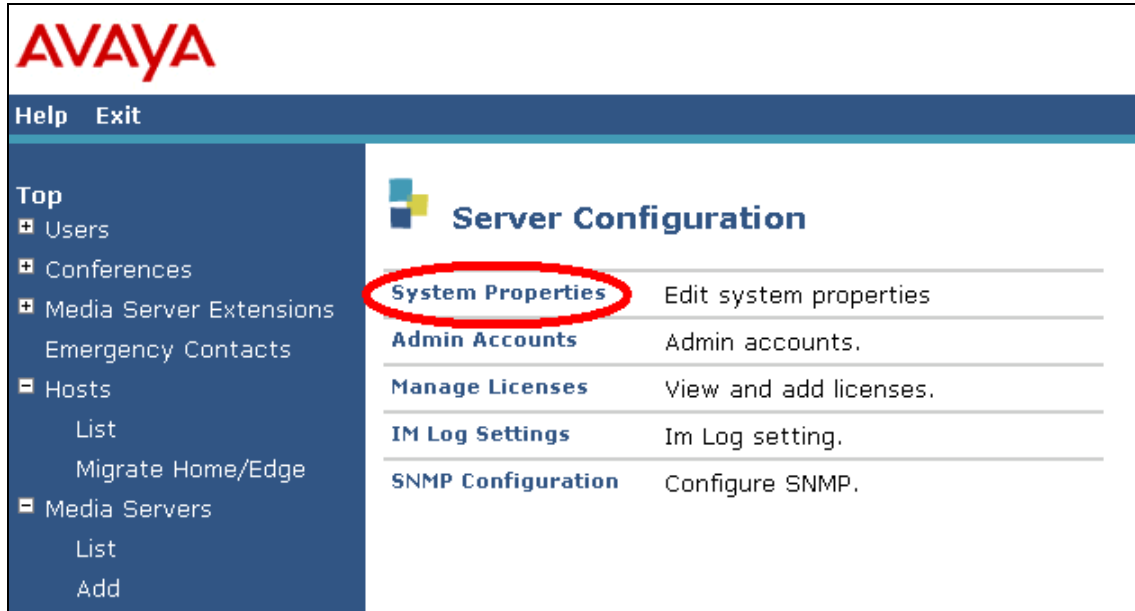 AVAYA
Help Exit
Top
Users
Conferences
Media Server Extensions
Emergency Contacts
Hosts
List
Migrate Home/Edge
Media Servers
List
Add
Server Configuration
System Properties Edit system properties
Admin Accounts Admin accounts.
Manage Licenses View and add licenses.
IM Log Settings Im Log setting.
SNMP Configuration Configure SNMP.